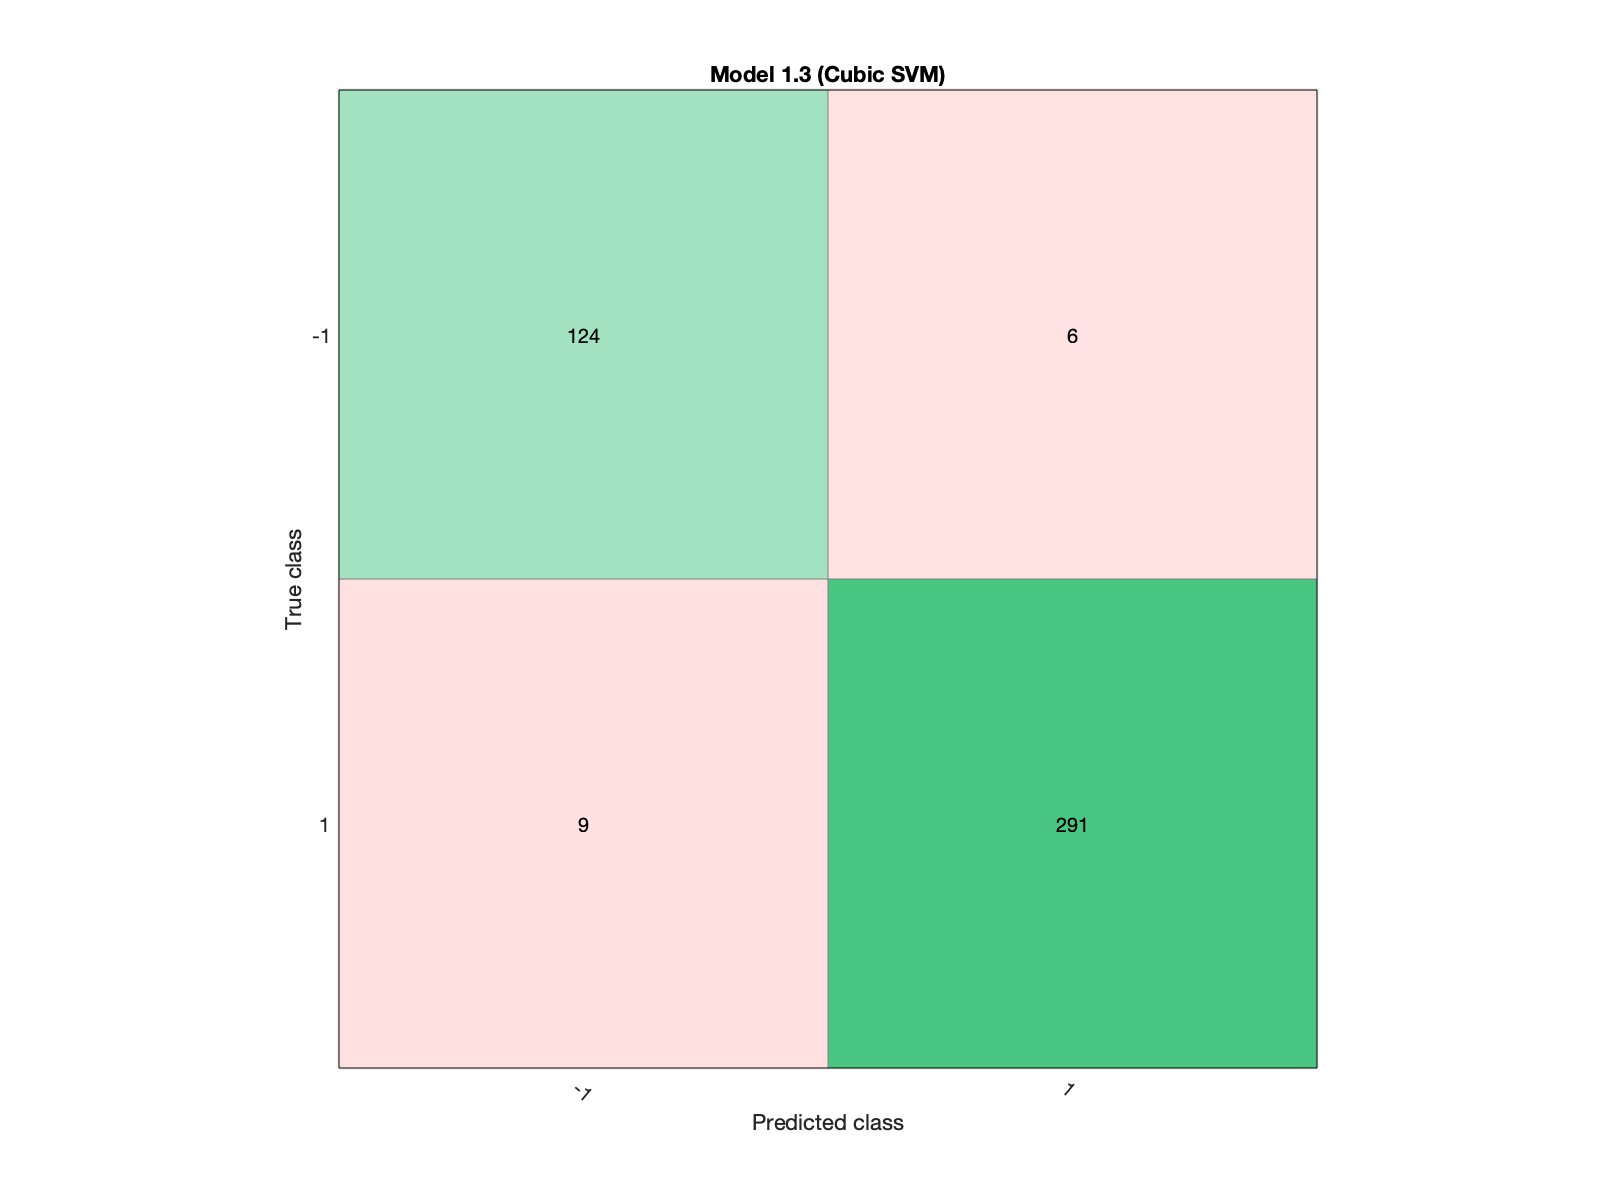 Model 1.3 (Cubic SVM)
-1
124
6
True class
1
9
291
-1
1
Predicted class